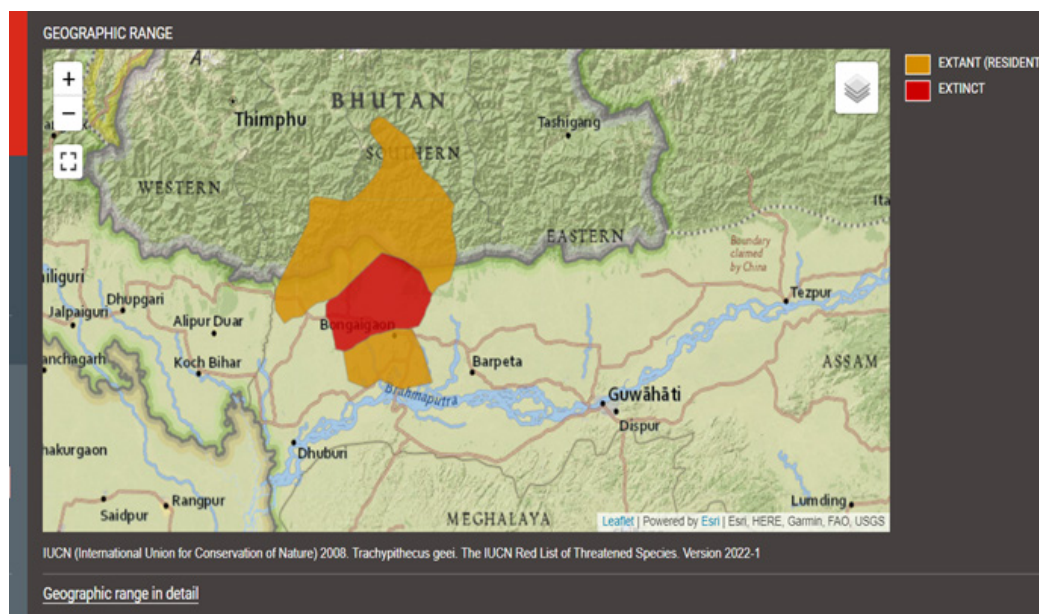 GEOGRAPHIC RANGE
EXTANT (RESIDENT
EXTINCT
+
−
A
BHUTAN
Thimphu
Tashigang
SOUTHERN
WESTERN
Ita
EASTERN
Boundary
claimed
by China
iliguri
Dhupgari
Tezpur
Jalpaiguri
Alipur Duar
Bongaigaon
anchagarh
Koch Bihar
Barpeta
ASSAM
Brahmaputra
Guwāhāti
Dispur
hakurgaon
Dhuburi
Rangpur
Saidpur
Lumding
MEGHALAYA
Leaflet | Powered by Esri | Esri, HERE, Garmin, FAO, USGS
IUCN (International Union for Conservation of Nature) 2008. Trachypithecus geei. The IUCN Red List of Threatened Species. Version 2022-1
Geographic range in detail